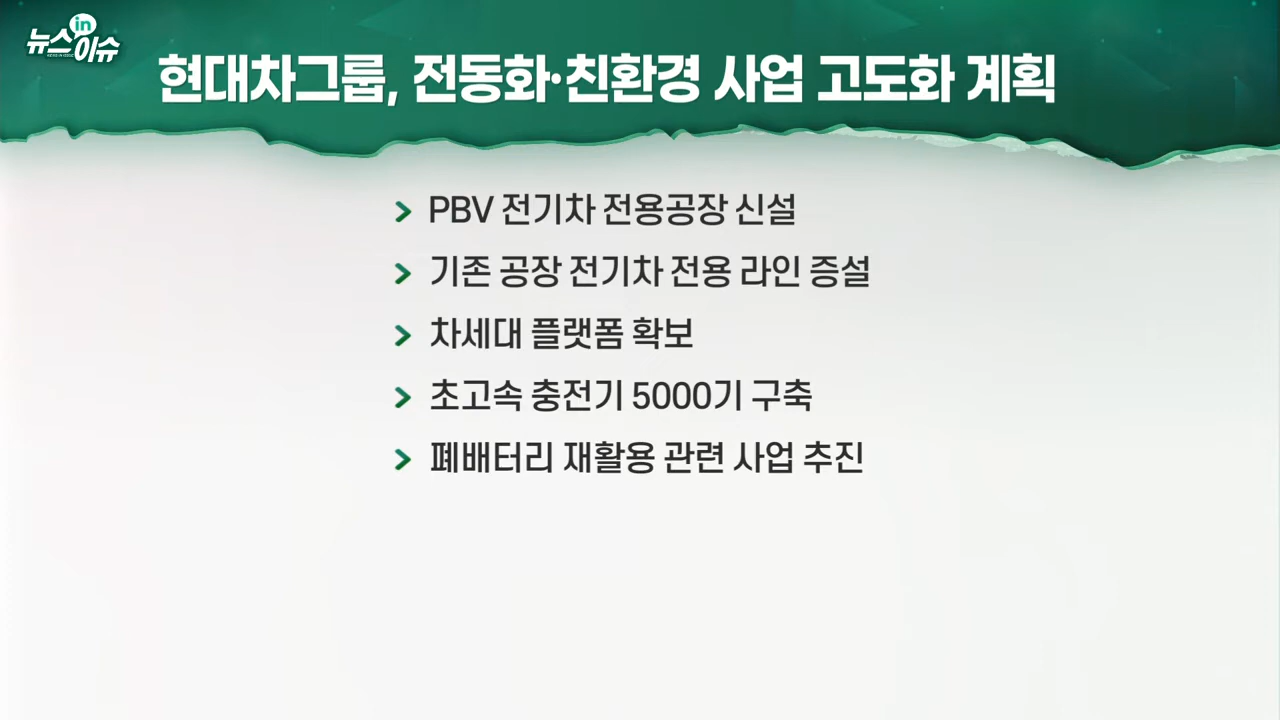 뉴스in이슈
현대차그룹, 전동화·친환경 사업 고도화 계획
PBV 전기차 전용공장 신설
기존 공장 전기차 전용 라인 증설
차세대 플랫폼 확보
초고속 충전기 5000기 구축
폐배터리 재활용 관련 사업 추진